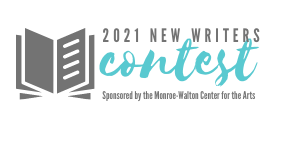 2021 NEW WRITERS
contest
Sponsored by the Monroe-Walton Center for the Arts